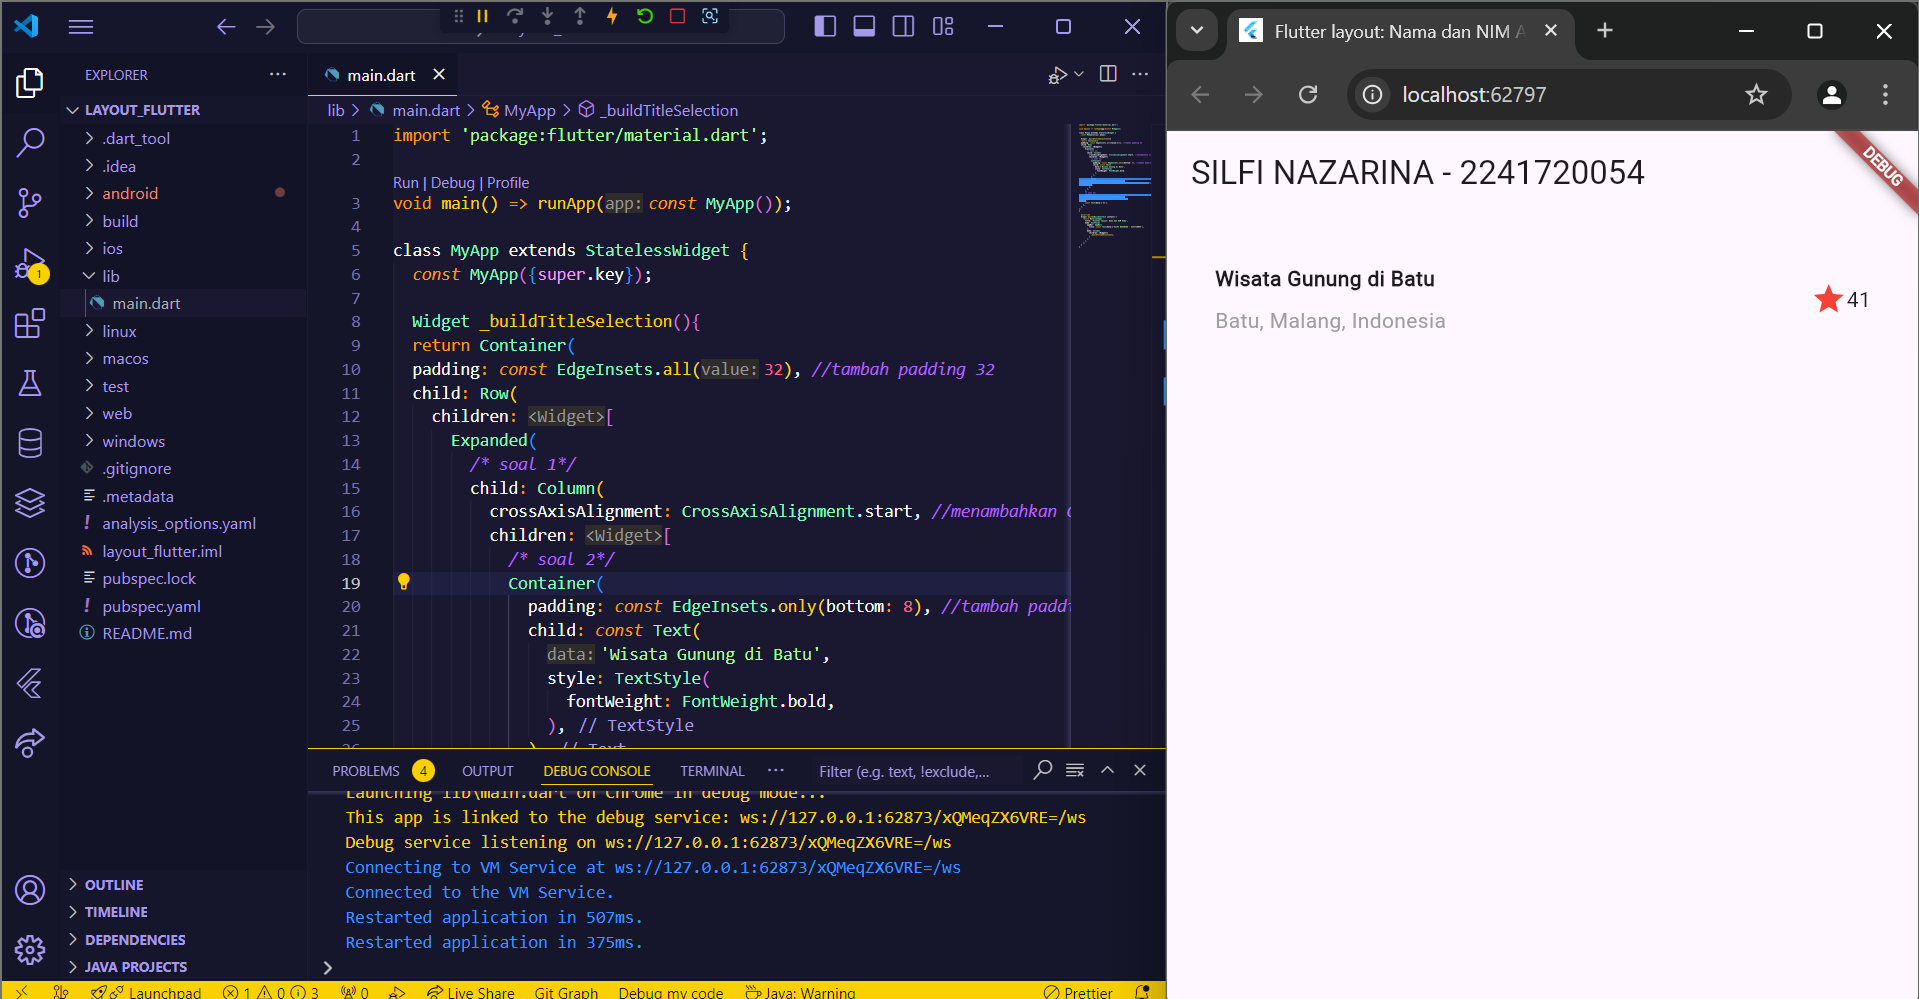 EXPLORER
LAYOUT_FLUTTER
.dart_tool
.idea
android
build
ios
lib
main.dart
linux
macos
test
web
windows
.gitignore
.metadata
analysis_options.yaml
layout_flutter.iml
pubspec.lock
pubspec.yaml
README.md
OUTLINE
TIMELINE
DEPENDENCIES
JAVA PROJECTS
1
main.dart
lib > main.dart > MyApp > _buildTitleSelection
1 import 'package:flutter/material.dart';
2
Run | Debug | Profile
3 void main() => runApp(app: const MyApp());
4
5 class MyApp extends StatelessWidget {
6 const MyApp({super.key});
7
8 Widget _buildTitleSelection(){
9 return Container(
10 padding: const EdgeInsets.all(value: 32), //tambah padding 32
11 child: Row(
12 children: <Widget>[
13 Expanded(
14 /* soal 1*/
15 child: Column(
16 crossAxisAlignment: CrossAxisAlignment.start, //menambahkan
17 children: <Widget>[
18 /* soal 2*/
19 Container(
20 padding: const EdgeInsets.only(bottom: 8), //tambah
21 child: const Text(
22 data: 'Wisata Gunung di Batu',
23 style: TextStyle(
24 fontWeight: FontWeight.bold,
25 ), // TextStyle
26 ), // Text
PROBLEMS 4 OUTPUT DEBUG CONSOLE TERMINAL
Filter (e.g. text, !exclude,...
Launching lib\main.dart on Chrome in debug mode...
This app is linked to the debug service: ws://127.0.0.1:62873/xQMeqZX6VRE=/ws
Debug service listening on ws://127.0.0.1:62873/xQMeqZX6VRE=/ws
Connecting to VM Service at ws://127.0.0.1:62873/xQMeqZX6VRE=/ws
Connected to the VM Service.
Restarted application in 507ms.
Restarted application in 375ms.
Launchpad 1 0 3 0 Live Share Git Graph Debug my code Java: Warning Prettier
Flutter layout: Nama dan NIM
localhost:62797
SILFI NAZARINA - 2241720054
DEBUG
Wisata Gunung di Batu
Batu, Malang, Indonesia
41